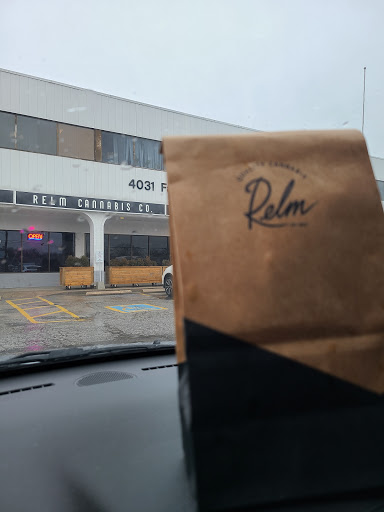 4031 F
RELM CANNABIS CO.
OPEN
Relm